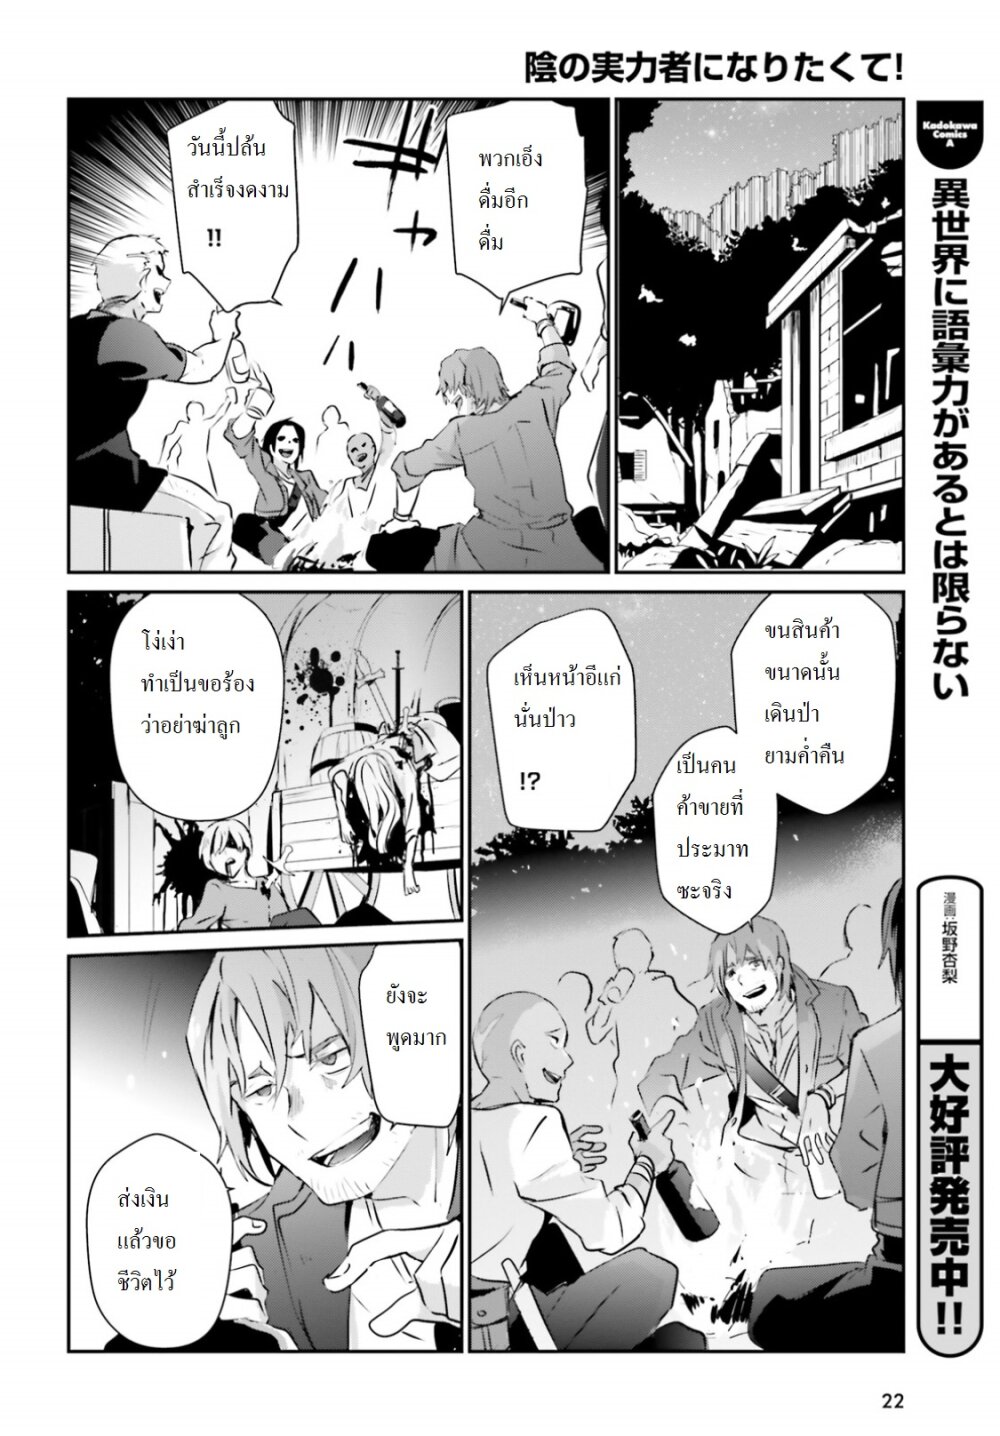 陰の実力者になりたくて!
Kadokawa
Comics
A
異世界に語彙力があるとは限らない
漫画:坂野杏梨
大好評発売中!!
พวกเอ็ง
ดื่มอีก
ดื่ม
วันนี้ปล้น
สำเร็จงดงาม
!!
ギャハ
ขนสินค้า
ขนาดนั้น
เดินป่า
ยามค่ำคืน
เป็นคน
ค้าขายที่
ประมาท
ซะจริง
เห็นหน้าอีแก่
นั่นป่าว
!?
โง่เง่า
ทำเป็นขอร้อง
ว่าอย่าฆ่าลูก
ยังจะ
พูดมาก
ส่งเงิน
แล้วขอ
ชีวิตไว้
22